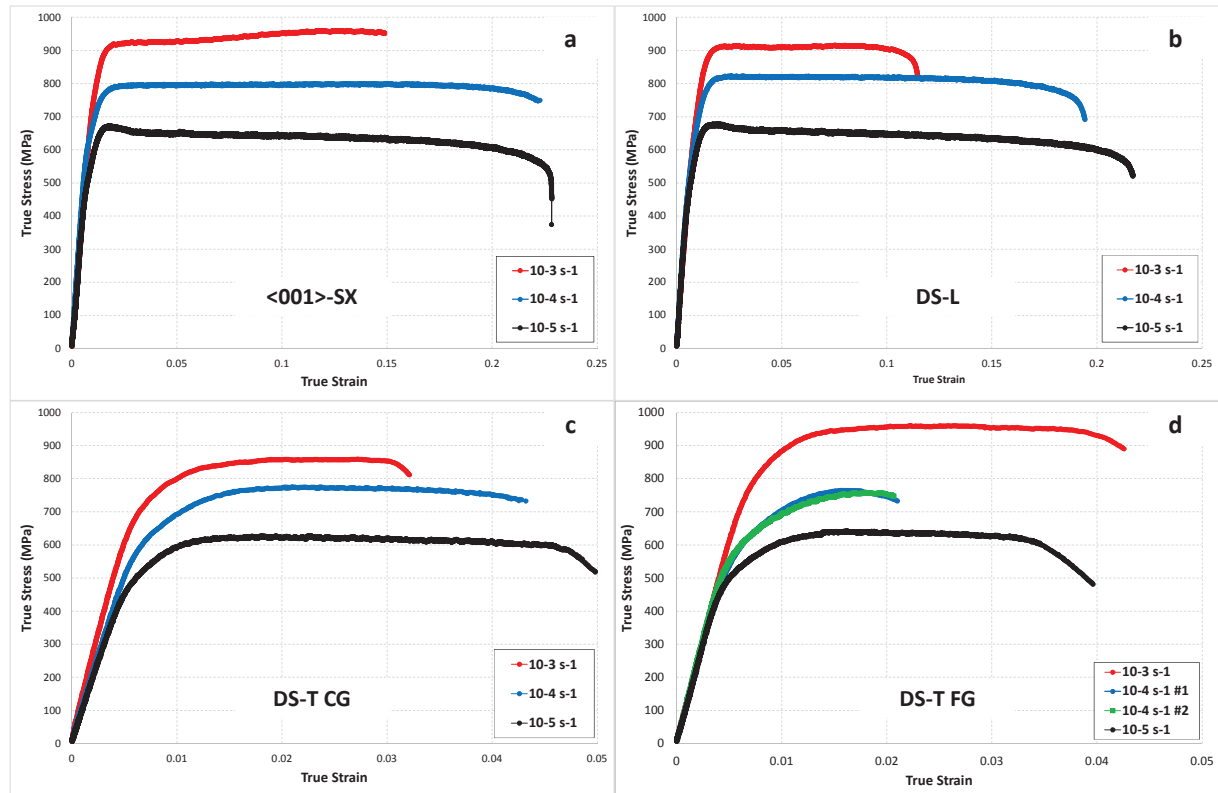 a
1000
900
800
700
600
500
400
300
200
100
0
True Stress (MPa)
10-3 s-1
10-4 s-1
10-5 s-1
<001>-SX
0 0.05 0.1 0.15 0.2 0.25
True Strain
b
1000
900
800
700
600
500
400
300
200
100
0
True Stress (MPa)
10-3 s-1
10-4 s-1
10-5 s-1
DS-L
0 0.05 0.1 0.15 0.2 0.25
True Strain
c
1000
900
800
700
600
500
400
300
200
100
0
True Stress (MPa)
10-3 s-1
10-4 s-1
10-5 s-1
DS-T CG
0 0.01 0.02 0.03 0.04 0.05
True Strain
d
1000
900
800
700
600
500
400
300
200
100
0
True Stress (MPa)
10-3 s-1
10-4 s-1 #1
10-4 s-1 #2
10-5 s-1
DS-T FG
0 0.01 0.02 0.03 0.04 0.05
True Strain